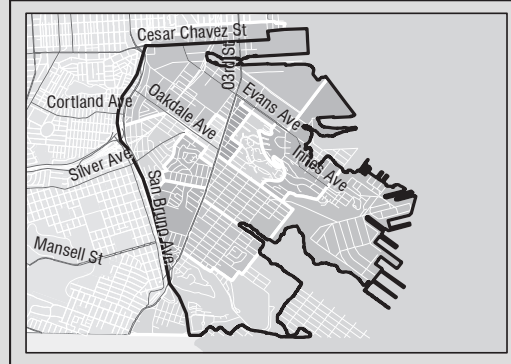 Cesar Chavez St
03rd St
Cortland Ave
Oakdale Ave
Evans Ave
Silver Ave
Innes Ave
San Bruno Ave
Mansell St